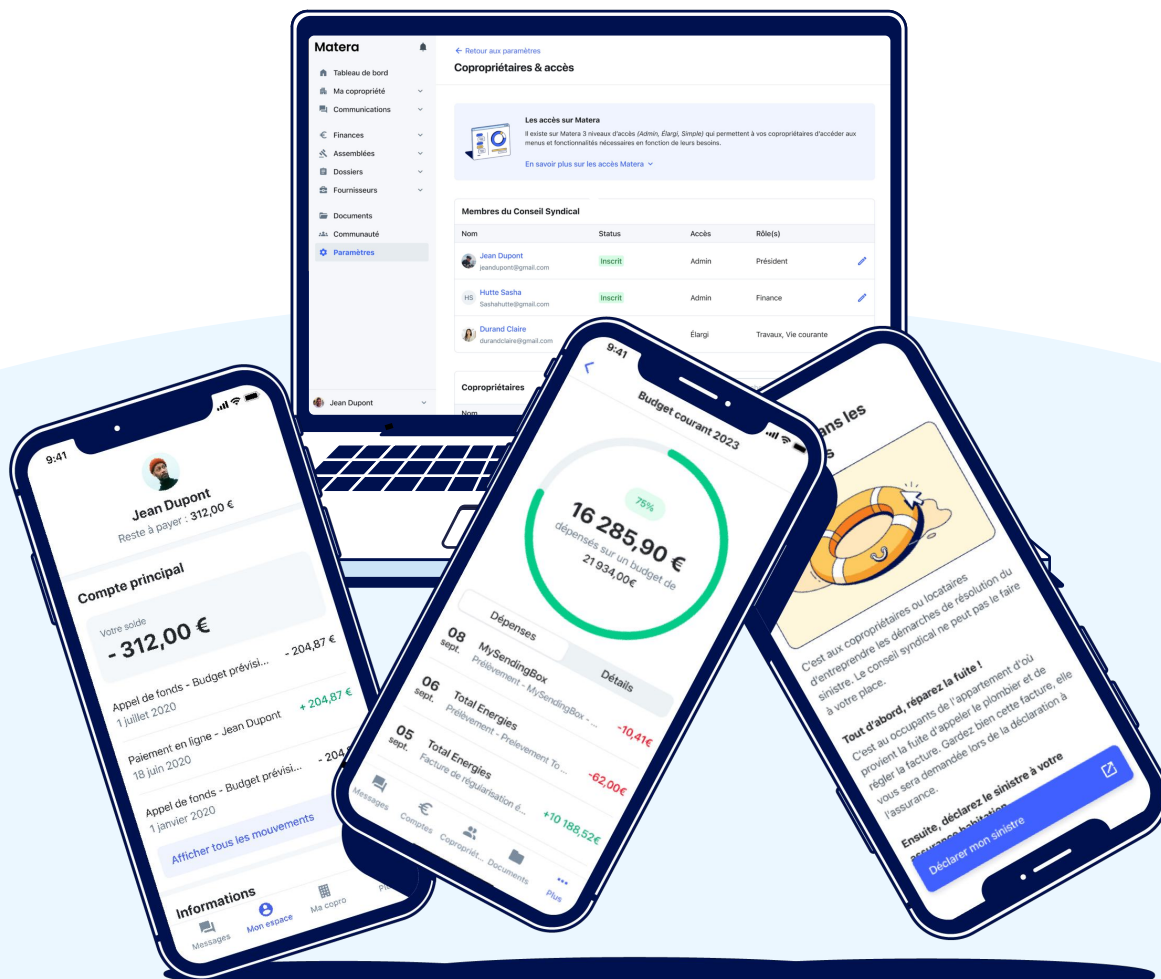 Matera
Tableau de bord
Ma copropriété
Communications
Finances
Assemblées
Dossiers
Fournisseurs
Documents
Communauté
Paramètres
Jean Dupont
← Retour aux paramètres
Copropriétaires & accès
Les accès sur Matera
Il existe sur Matera 3 niveaux d'accès (Admin, Élargi, Simple) qui permettent à vos copropriétaires d'accéder aux
menus et fonctionnalités nécessaires en fonction de leurs besoins.
En savoir plus sur les accès Matera
Membres du Conseil Syndical
Nom Status Accès Rôle(s)
Jean Dupont
jeandupont@gmail.com
Inscrit Admin Président
HS Hutte Sasha
Sashahutte@gmail.com
Inscrit Admin Finance
Durand Claire
durandclaire@gmail.com
Élargi Travaux, Vie courante
Copropriétaires
Nom
9:41
Jean Dupont
Reste à payer : 312,00 €
Compte principal
Votre solde
- 312,00 €
Appel de fonds - Budget prévisi... - 204,87 €
1 juillet 2020
Paiement en ligne - Jean Dupont + 204,87 €
18 juin 2020
Appel de fonds - Budget prévisi... - 204,8
1 janvier 2020
Afficher tous les mouvements
Informations
Messages
Mon espace
Ma copro
9:41
Budget courant 2023
75%
16 285,90 €
dépensés sur un budget de
21 934,00€
Dépenses
Détails
08 sept.
MySendingBox
Prélèvement - MySendingBox - ...
-10,41€
06 sept.
Total Energies
Prélèvement - Prelevement To ...
-62,00€
05 sept.
Total Energies
Facture de régularisation é...
+10 188,52€
Messages
Comptes
Copropriét...
Documents
Plus
ans les
s
C'est aux copropriétaires ou locataires
d'entreprendre les démarches de résolution du
sinistre. Le conseil syndical ne peut pas le faire
à votre place.
Tout d'abord, réparez la fuite !
C'est au occupants de l'appartement d'où
provient la fuite d'appeler le plombier et de
régler la facture. Gardez bien cette facture, elle
vous sera demandée lors de la déclaration à
l'assurance.
Ensuite, déclarez le sinistre à votre
assurance habitation
Déclarer mon sinistre